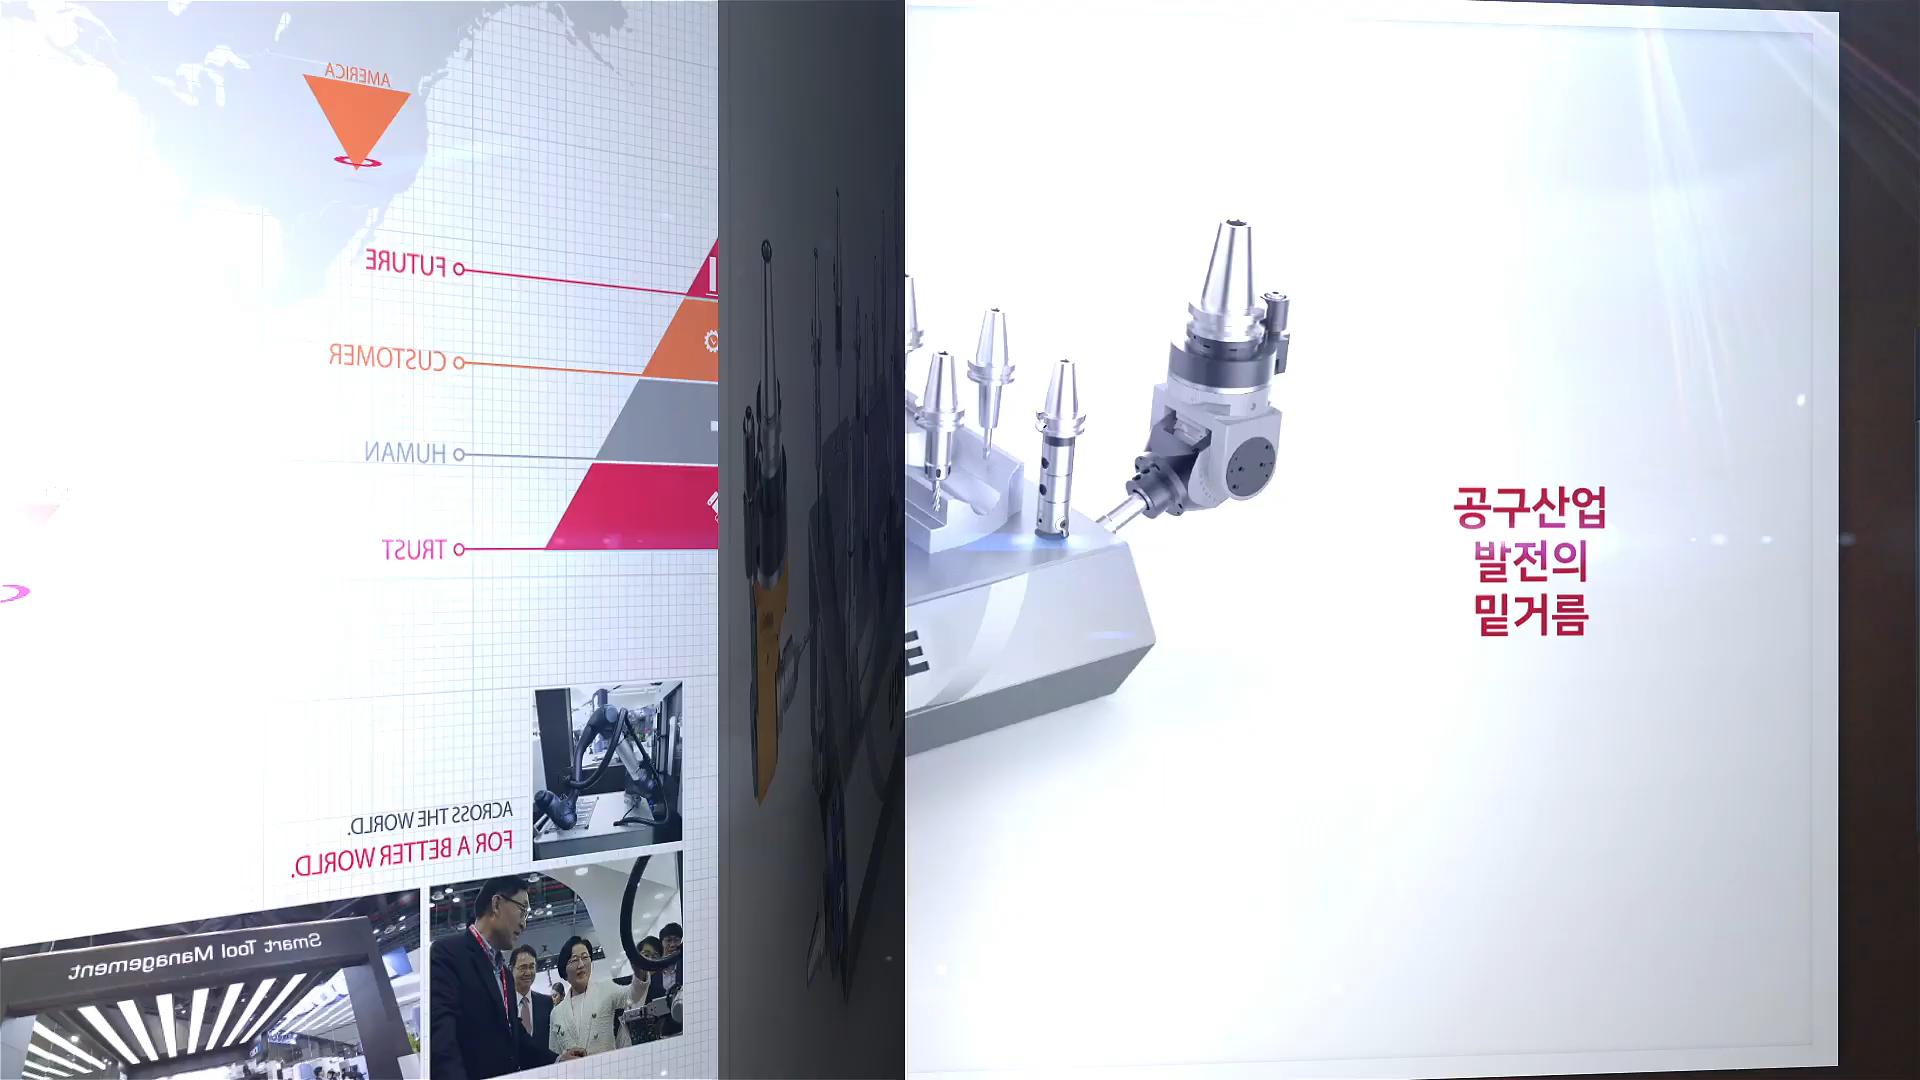 AMERICA
FUTURE
CUSTOMER
HUMAN
TRUST
ACROSS THE WORLD.
FOR A BETTER WORLD.
Smart Tool Management
공구산업
발전의
밑거름